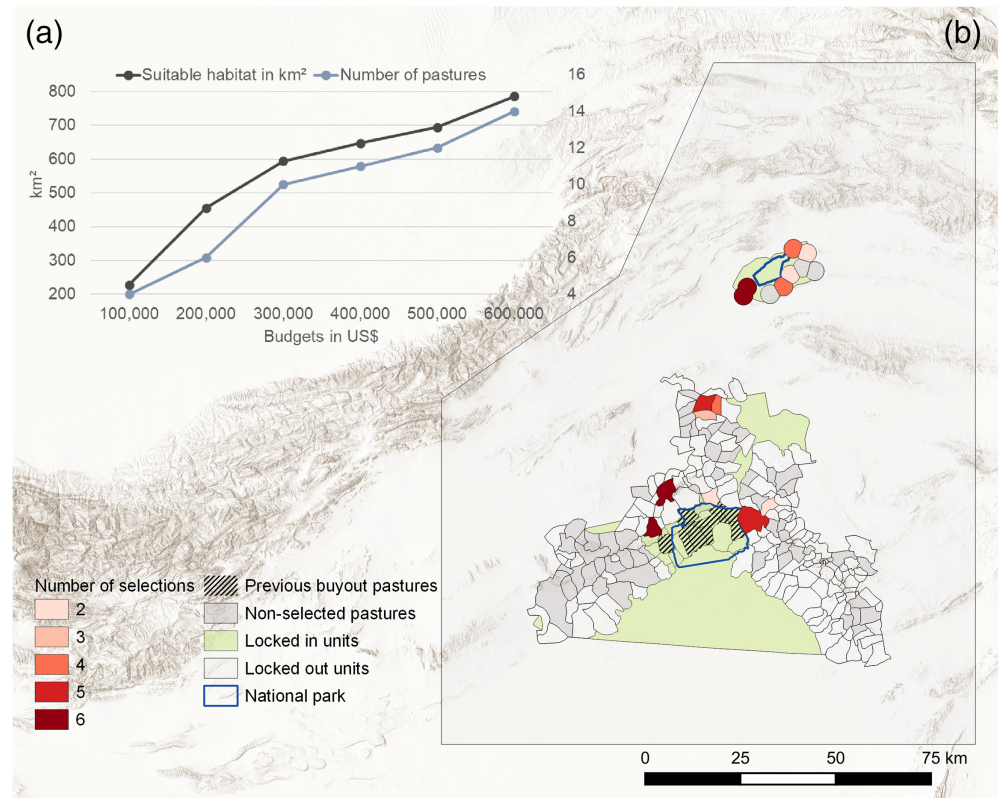 (a)
(b)
Suitable habitat in km² Number of pastures
km²
800
700
600
500
400
300
200
16
14
12
10
8
6
4
100,000 200,000 300,000 400,000 500,000 600,000
Budgets in US$
Number of selections
2
3
4
5
6
Previous buyout pastures
Non-selected pastures
Locked in units
Locked out units
National park
0 25 50 75 km